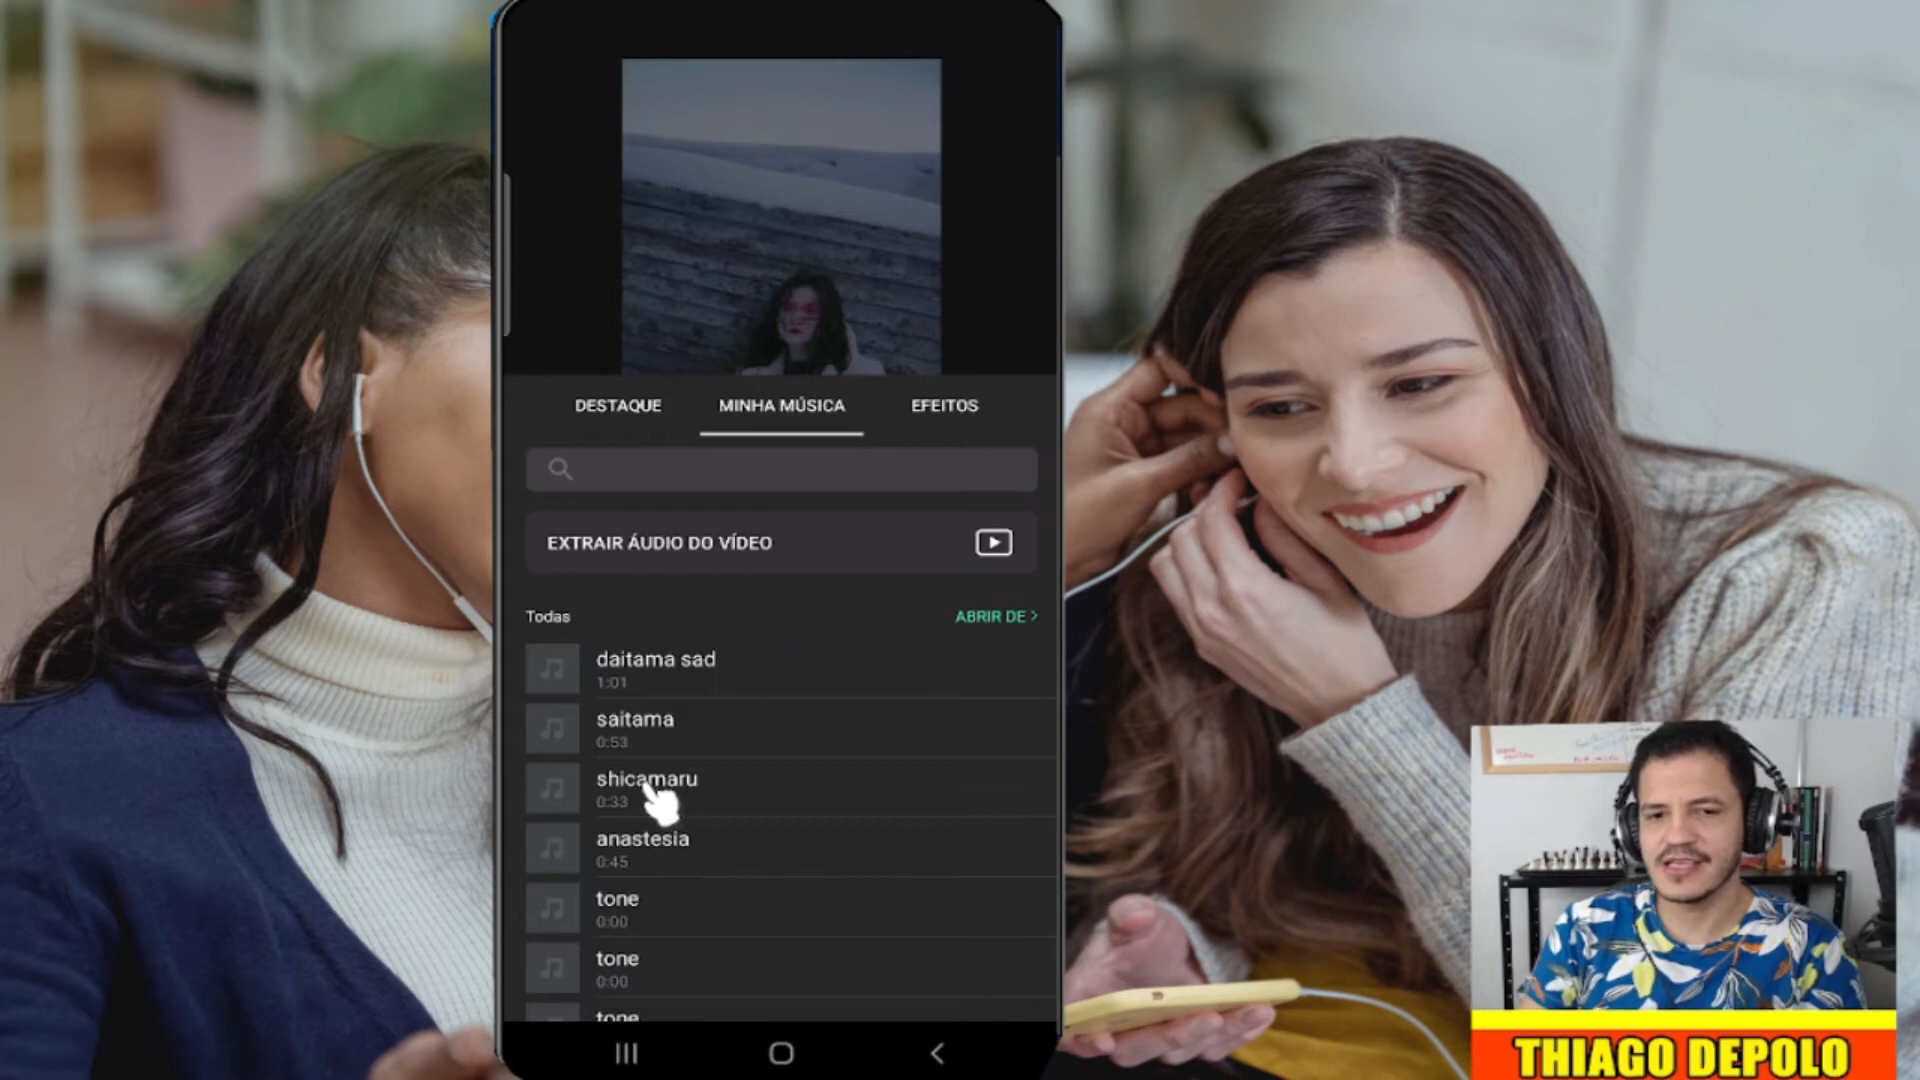 DESTAQUE MINHA MÚSICA EFEITOS
EXTRAIR ÁUDIO DO VÍDEO
Todas ABRIR DE >
daitama sad
1:01
saitama
0:53
shicamaru
0:33
anastesia
0:45
tone
0:00
tone
0:00
tone
THIAGO DEPOLO